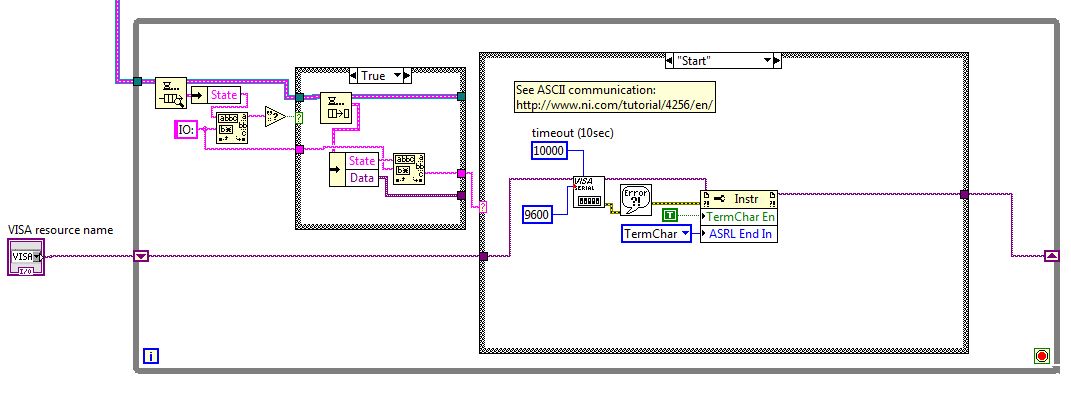 "Start"
True
See ASCII communication:
http://www.ni.com/tutorial/4256/en/
State
IO:
timeout (10sec)
10000
State
Data
VISA
SERIAL
9600
Error
?!
Instr
T
TermChar En
TermChar
ASRL End In
VISA resource name
VISA
I/O
i